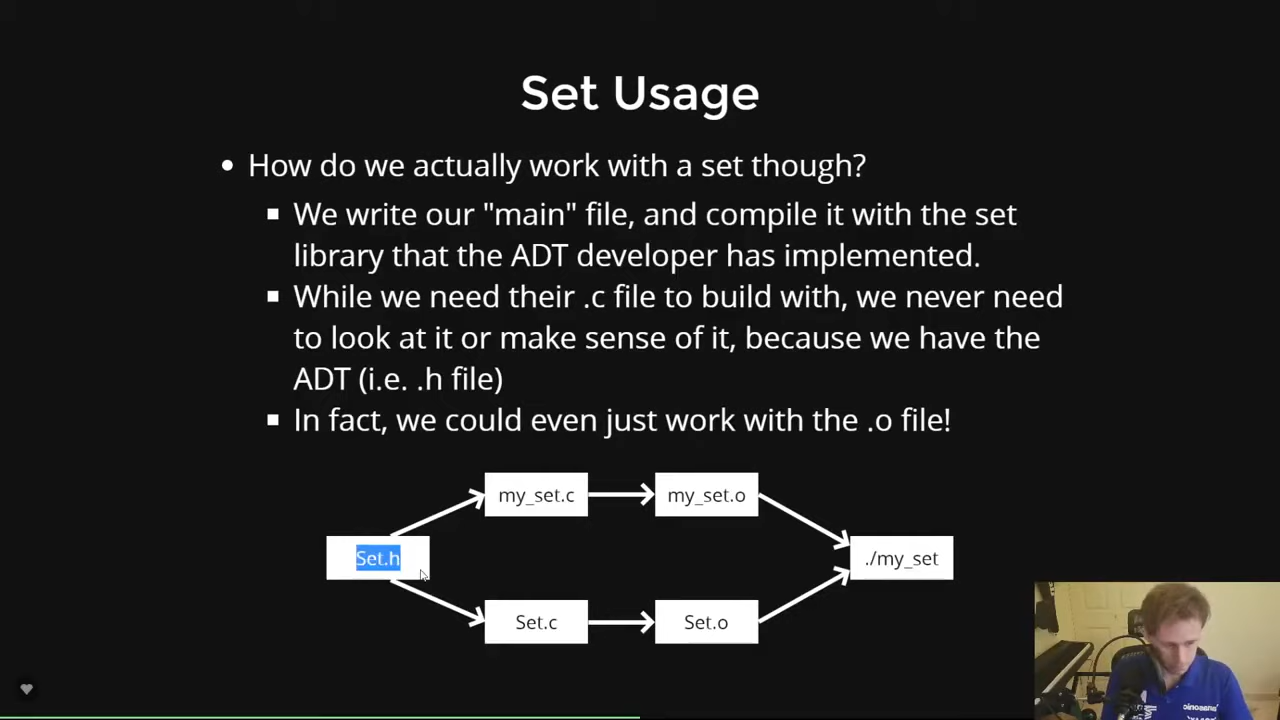 Set Usage
How do we actually work with a set though?
We write our "main" file, and compile it with the set
library that the ADT developer has implemented.
While we need their .c file to build with, we never need
to look at it or make sense of it, because we have the
ADT (i.e. .h file)
In fact, we could even just work with the .o file!
my_set.c
my_set.o
Set.h
./my_set
Set.c
Set.o